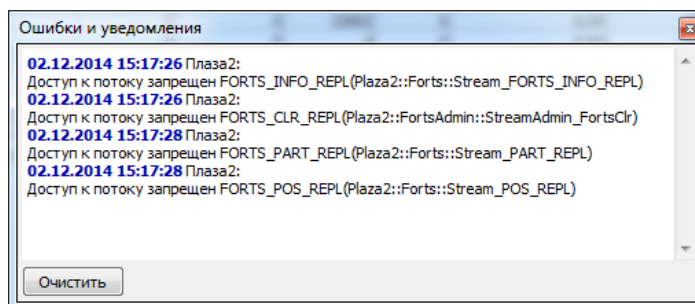 Ошибки и уведомления
02.12.2014 15:17:26 Плаза2:
Доступ к потоку запрещен FORTS_INFO_REPL(Plaza2::Forts::Stream_FORTS_INFO_REPL)
02.12.2014 15:17:26 Плаза2:
Доступ к потоку запрещен FORTS_CLR_REPL(Plaza2::FortsAdmin::StreamAdmin_FortsClr)
02.12.2014 15:17:28 Плаза2:
Доступ к потоку запрещен FORTS_PART_REPL(Plaza2::Forts::Stream_PART_REPL)
02.12.2014 15:17:28 Плаза2:
Доступ к потоку запрещен FORTS_POS_REPL(Plaza2::Forts::Stream_POS_REPL)
Очистить